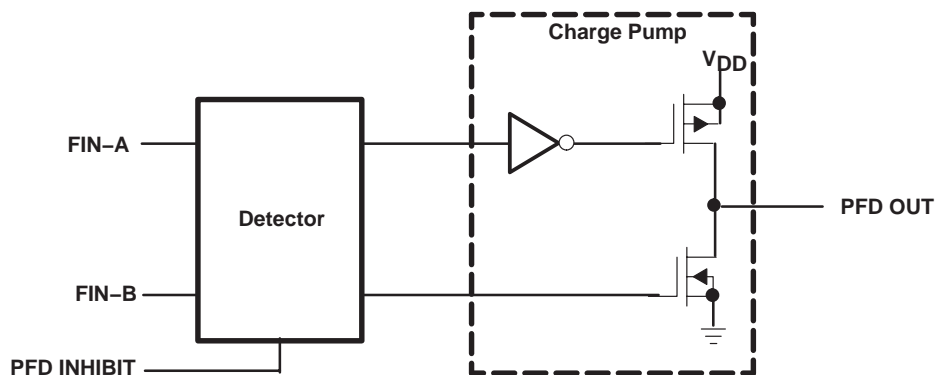 Charge Pump
VDD
FIN–A
Detector
PFD OUT
FIN–B
PFD INHIBIT